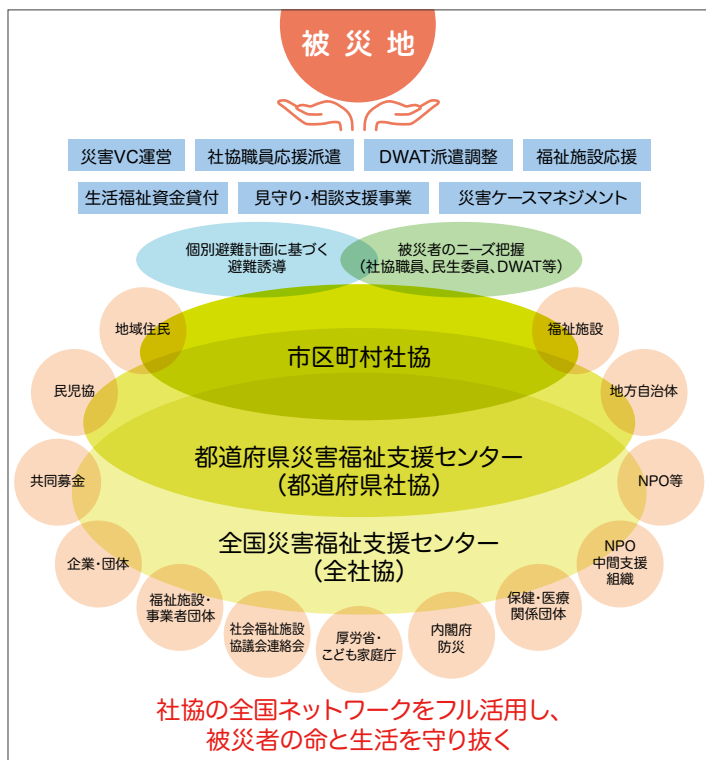 被災地
災害VC運営
社協職員応援派遣
DWAT派遣調整
福祉施設応援
生活福祉資金貸付
見守り・相談支援事業
災害ケースマネジメント
個別避難計画に基づく
避難誘導
被災者のニーズ把握
（社協職員、民生委員、DWAT等）
地域住民
福祉施設
市区町村社協
民児協
地方自治体
都道府県災害福祉支援センター
（都道府県社協）
共同募金
NPO等
全国災害福祉支援センター
（全社協）
企業・団体
NPO
中間支援
組織
福祉施設・
事業者団体
保健・医療
関係団体
社会福祉施設
協議会連絡会
厚労省・
こども家庭庁
内閣府
防災
社協の全国ネットワークをフル活用し、
被災者の命と生活を守り抜く